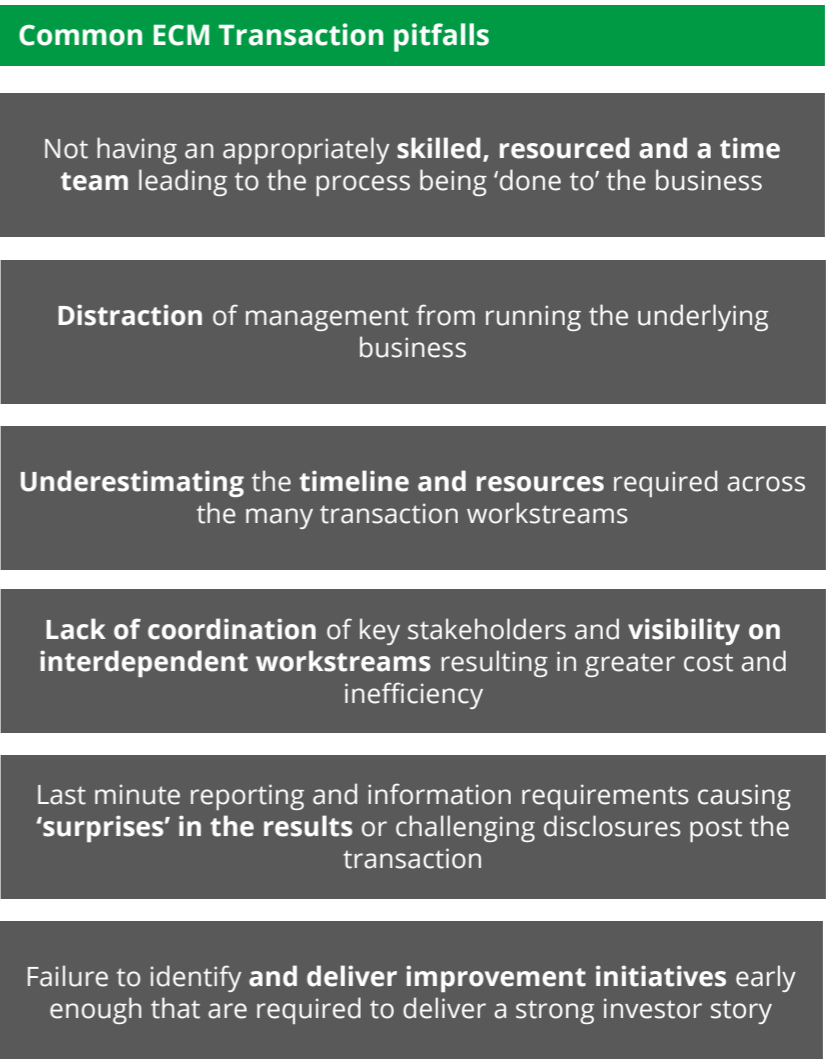 Common ECM Transaction pitfalls
Not having an appropriately skilled, resourced and a time
team leading to the process being ‘done to’ the business
Distraction of management from running the underlying
business
Underestimating the timeline and resources required across
the many transaction workstreams
Lack of coordination of key stakeholders and visibility on
interdependent workstreams resulting in greater cost and
inefficiency
Last minute reporting and information requirements causing
‘surprises’ in the results or challenging disclosures post the
transaction
Failure to identify and deliver improvement initiatives early
enough that are required to deliver a strong investor story